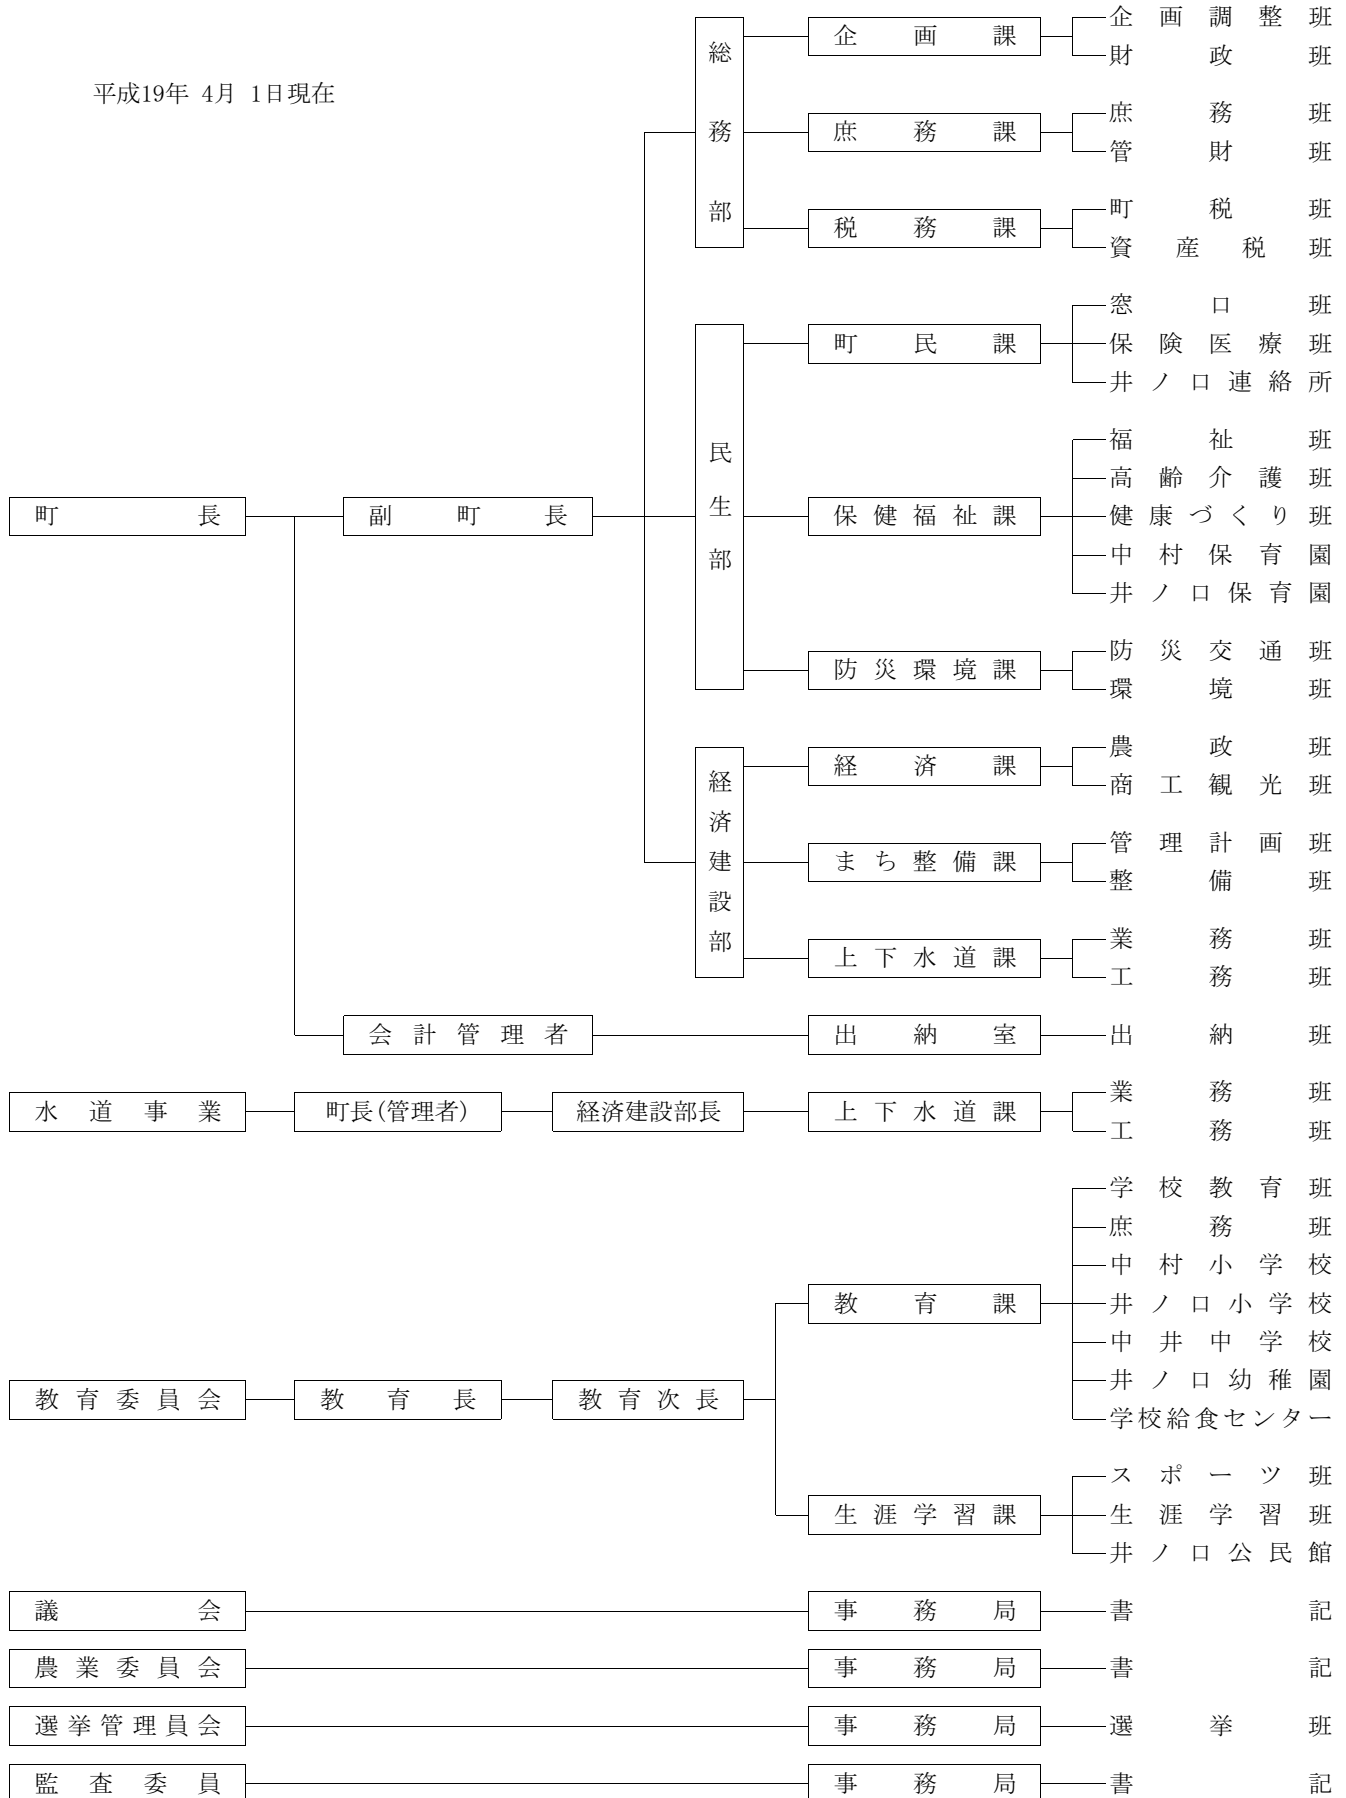 平成19年 4月 1日現在
町長
副町長
総務部
企画課
企画調整班
財政班
庶務課
庶務班
管財班
税務課
町税班
資産税班
民生部
町民課
窓口班
保険医療班
井ノ口連絡所
保健福祉課
福祉班
高齢介護班
健康づくり班
中村保育園
井ノ口保育園
防災環境課
防災交通班
環境班
経済建設部
経済課
農政班
商工観光班
まち整備課
管理計画班
整備班
上下水道課
業務班
工務班
会計管理者
出納室
出納班
水道事業
町長(管理者)
経済建設部長
上下水道課
業務班
工務班
教育委員会
教育長
教育次長
教育課
学校教育班
庶務班
中村小学校
井ノ口小学校
中井中学校
井ノ口幼稚園
学校給食センター
生涯学習課
スポーツ班
生涯学習班
井ノ口公民館
議会
事務局
書記
農業委員会
事務局
書記
選挙管理員会
事務局
選挙班
監査委員
事務局
書記